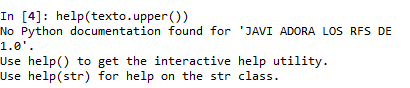 In [4]: help(texto.upper())
No Python documentation found for 'JAVI ADORA LOS RFS DE
1.0'.
Use help() to get the interactive help utility.
Use help(str) for help on the str class.